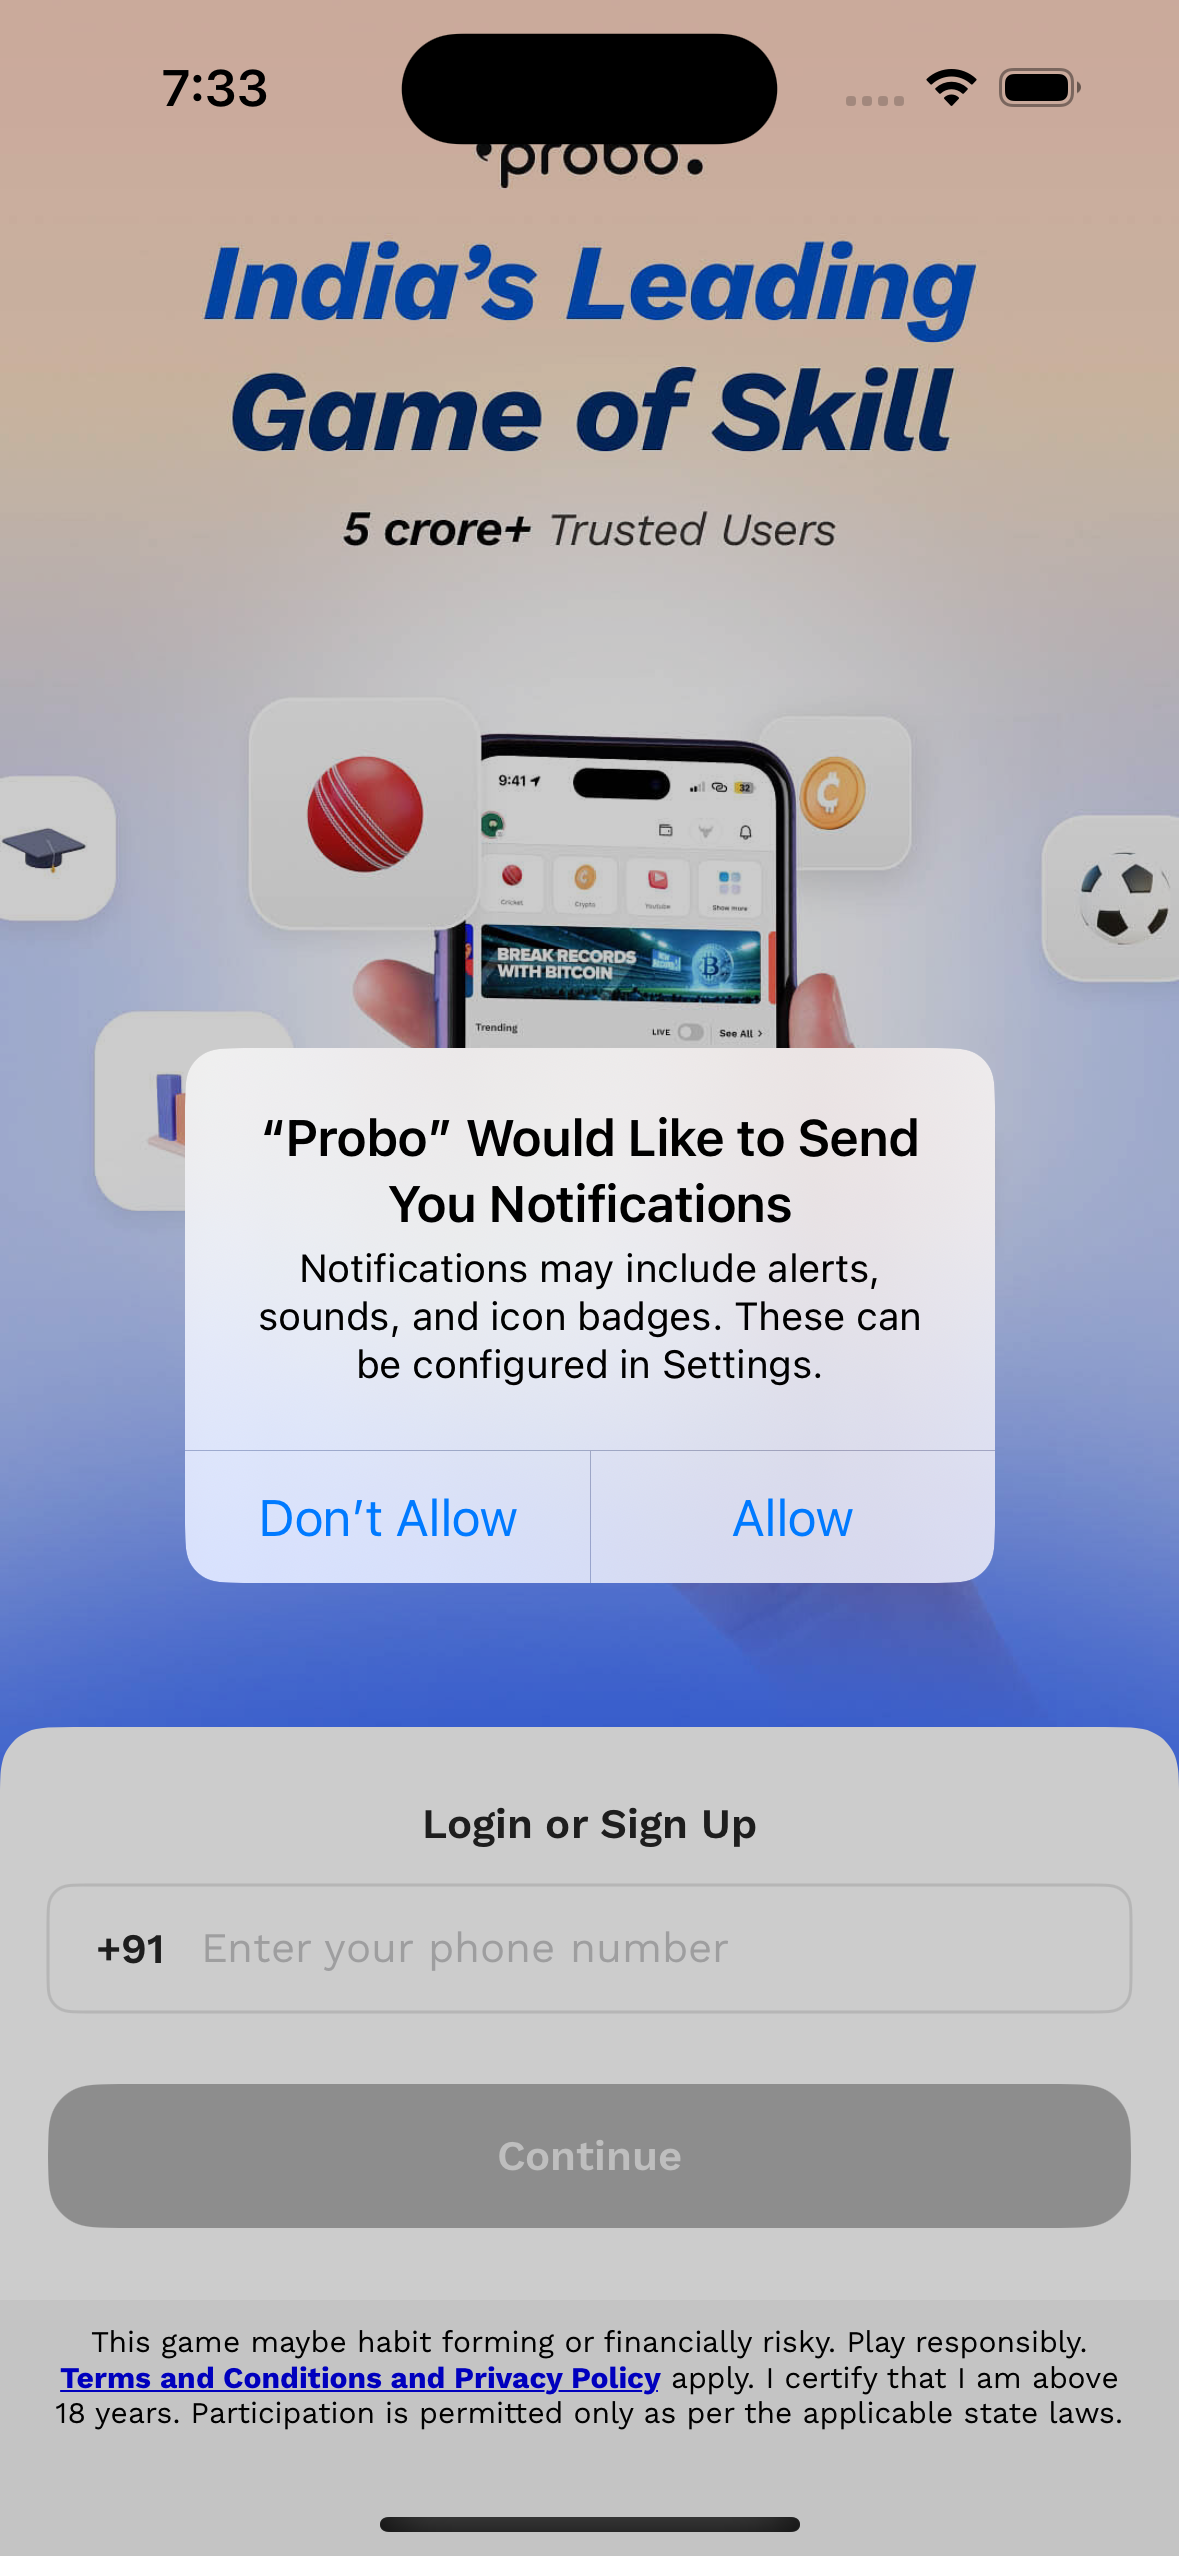 7:33
probo.
India's Leading
Game of Skill
5 crore+ Trusted Users
9:41
32
Cricket
Crypto
Youtube
Show more
BREAK RECORDS
WITH BITCOIN
Trending
LIVE
See All >
“Probo” Would Like to Send
You Notifications
Notifications may include alerts,
sounds, and icon badges. These can
be configured in Settings.
Don’t Allow
Allow
Login or Sign Up
+91 Enter your phone number
Continue
This game maybe habit forming or financially risky. Play responsibly.
Terms and Conditions and Privacy Policy apply. I certify that I am above
18 years. Participation is permitted only as per the applicable state laws.